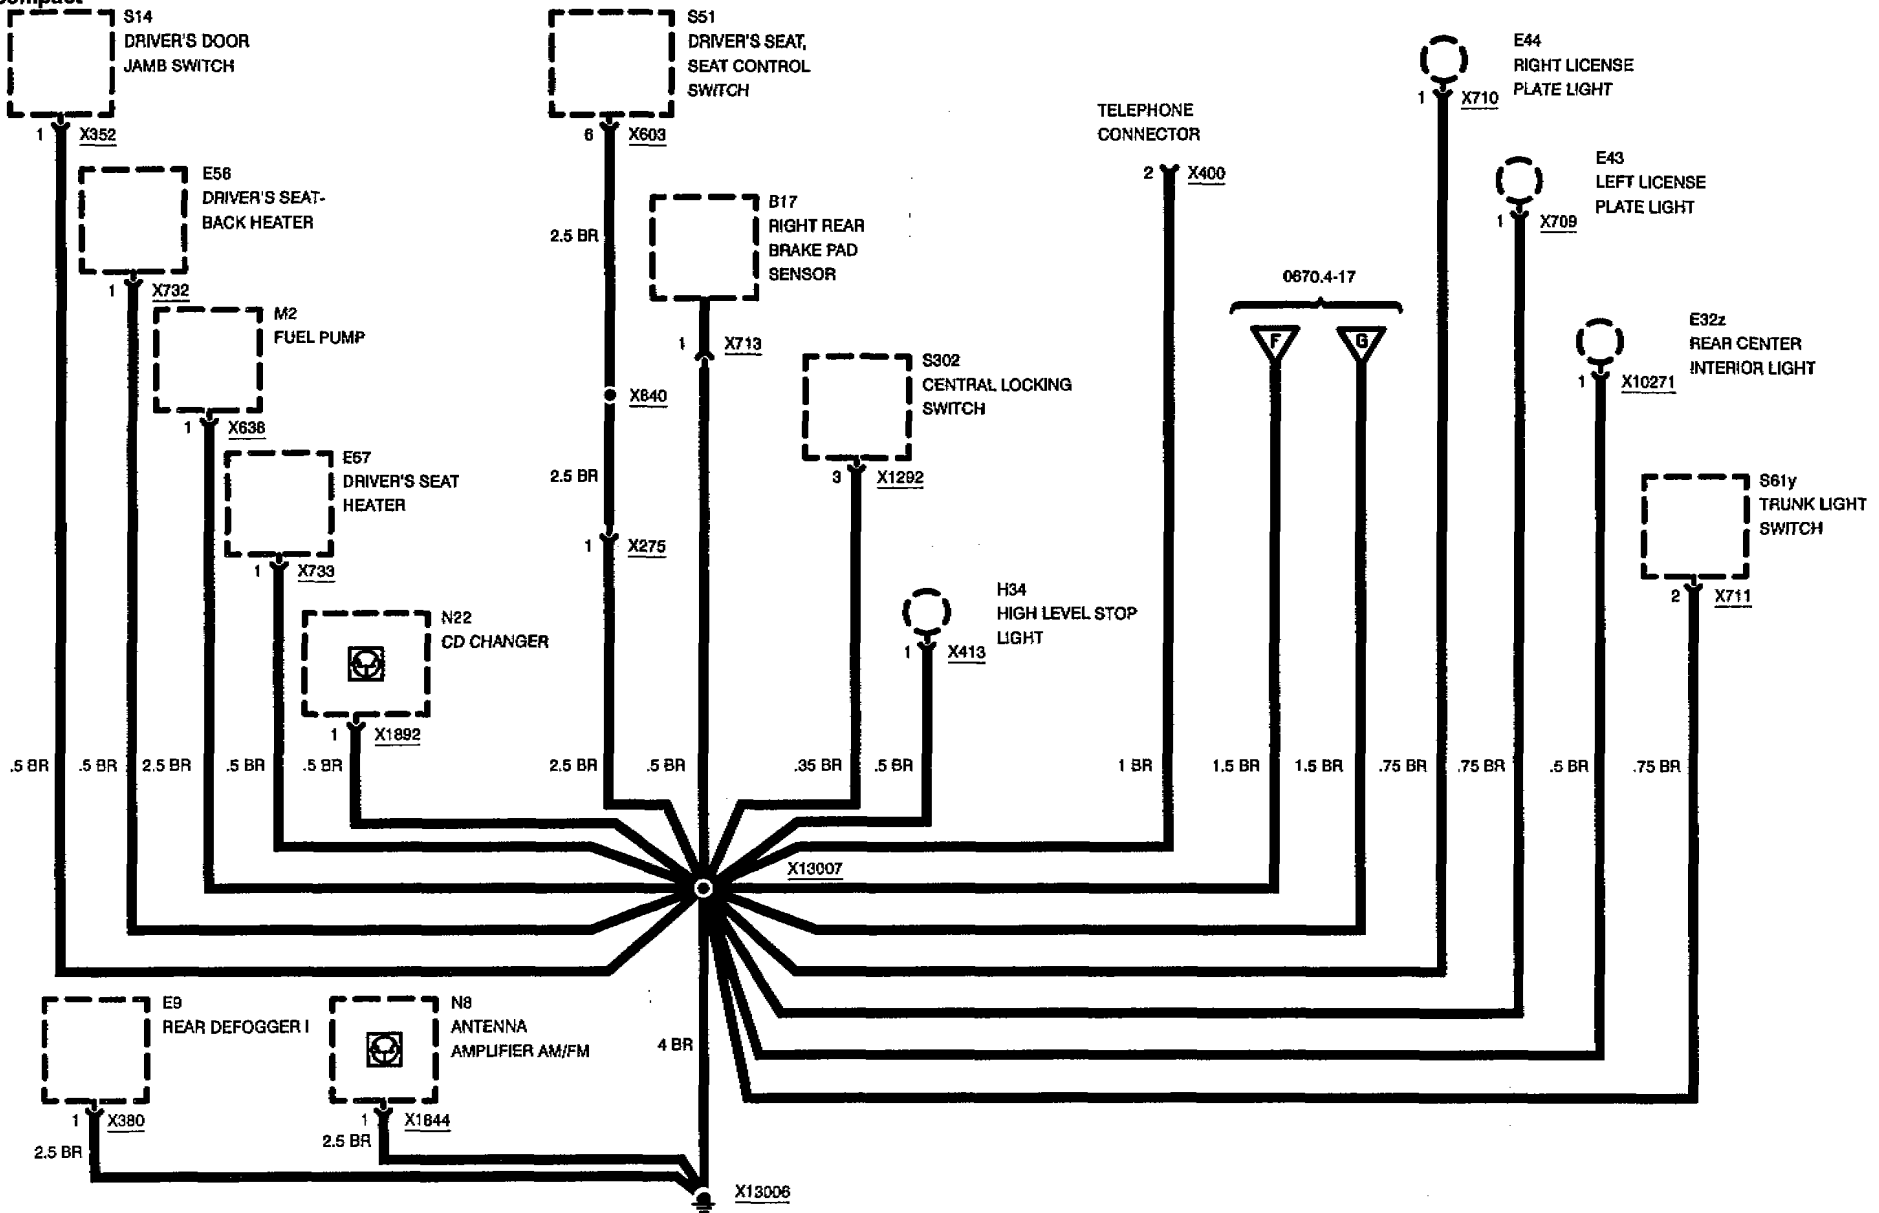 S14
DRIVER'S DOOR
JAMB SWITCH
1 X352
E58
DRIVER'S SEAT-
BACK HEATER
1 X732
M2
FUEL PUMP
1 X638
E57
DRIVER'S SEAT
HEATER
1 X733
N22
CD CHANGER
1 X1892
S51
DRIVER'S SEAT,
SEAT CONTROL
SWITCH
6 X603
2.5 BR
X640
2.5 BR
1 X275
B17
RIGHT REAR
BRAKE PAD
SENSOR
1 X713
S302
CENTRAL LOCKING
SWITCH
3 X1292
H34
HIGH LEVEL STOP
LIGHT
1 X413
TELEPHONE
CONNECTOR
2 X400
0670.4-17
F G
E44
RIGHT LICENSE
PLATE LIGHT
1 X710
E43
LEFT LICENSE
PLATE LIGHT
1 X709
E32z
REAR CENTER
INTERIOR LIGHT
1 X10271
S61y
TRUNK LIGHT
SWITCH
2 X711
.5 BR .5 BR 2.5 BR .5 BR .5 BR 2.5 BR .5 BR .35 BR .5 BR 1 BR 1.5 BR 1.5 BR .75 BR .75 BR .5 BR .75 BR
X13007
E9
REAR DEFOGGER I
1 X380
2.5 BR
N8
ANTENNA
AMPLIFIER AM/FM
1 X1844
2.5 BR
4 BR
X13006